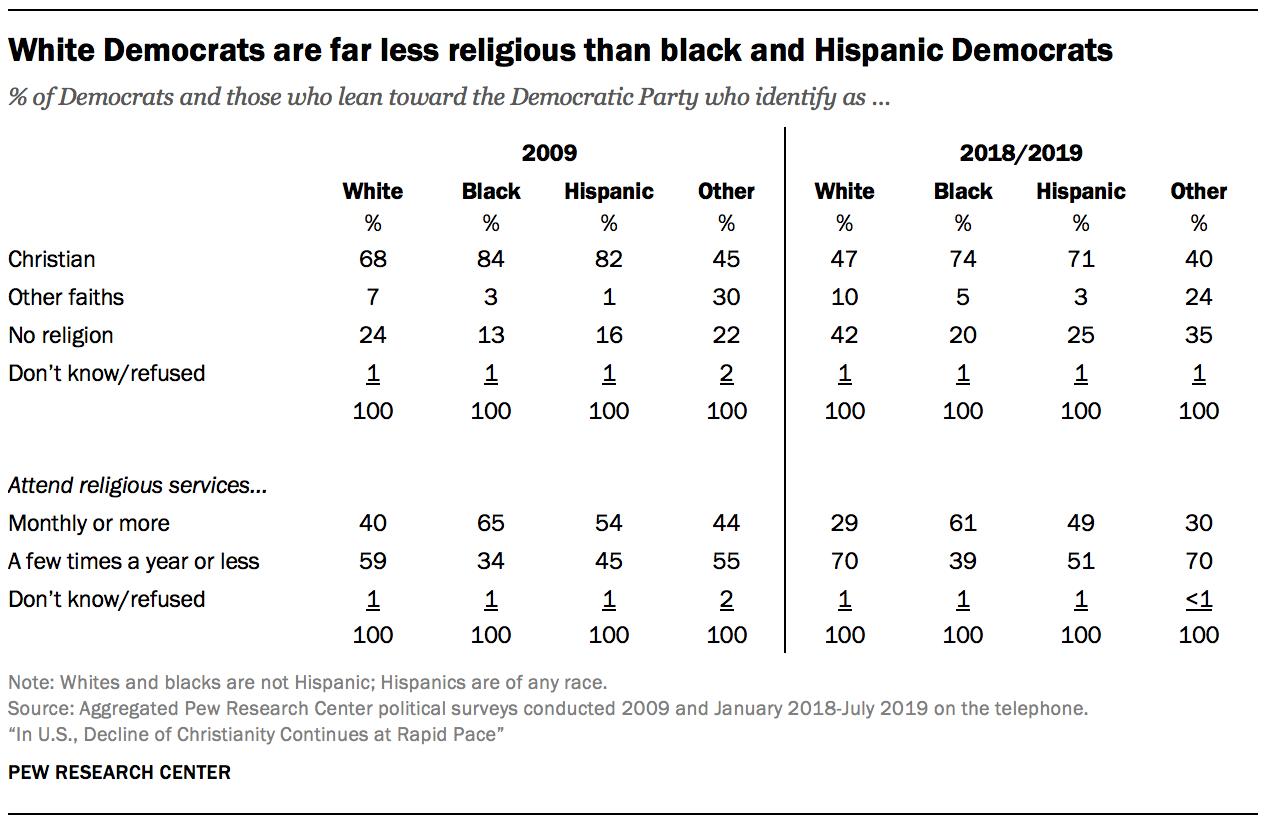 White Democrats are far less religious than black and Hispanic Democrats
% of Democrats and those who lean toward the Democratic Party who identify as ...
2009 2018/2019
White Black Hispanic Other White Black Hispanic Other
% % % % % % % %
Christian 68 84 82 45 47 74 71 40
Other faiths 7 3 1 30 10 5 3 24
No religion 24 13 16 22 42 20 25 35
Don't know/refused 1 1 1 2 1 1 1 1
100 100 100 100 100 100 100 100
Attend religious services...
Monthly or more 40 65 54 44 29 61 49 30
A few times a year or less 59 34 45 55 70 39 51 70
Don't know/refused 1 1 1 2 1 1 1 <1
100 100 100 100 100 100 100 100
Note: Whites and blacks are not Hispanic; Hispanics are of any race.
Source: Aggregated Pew Research Center political surveys conducted 2009 and January 2018-July 2019 on the telephone.
“In U.S., Decline of Christianity Continues at Rapid Pace”
PEW RESEARCH CENTER